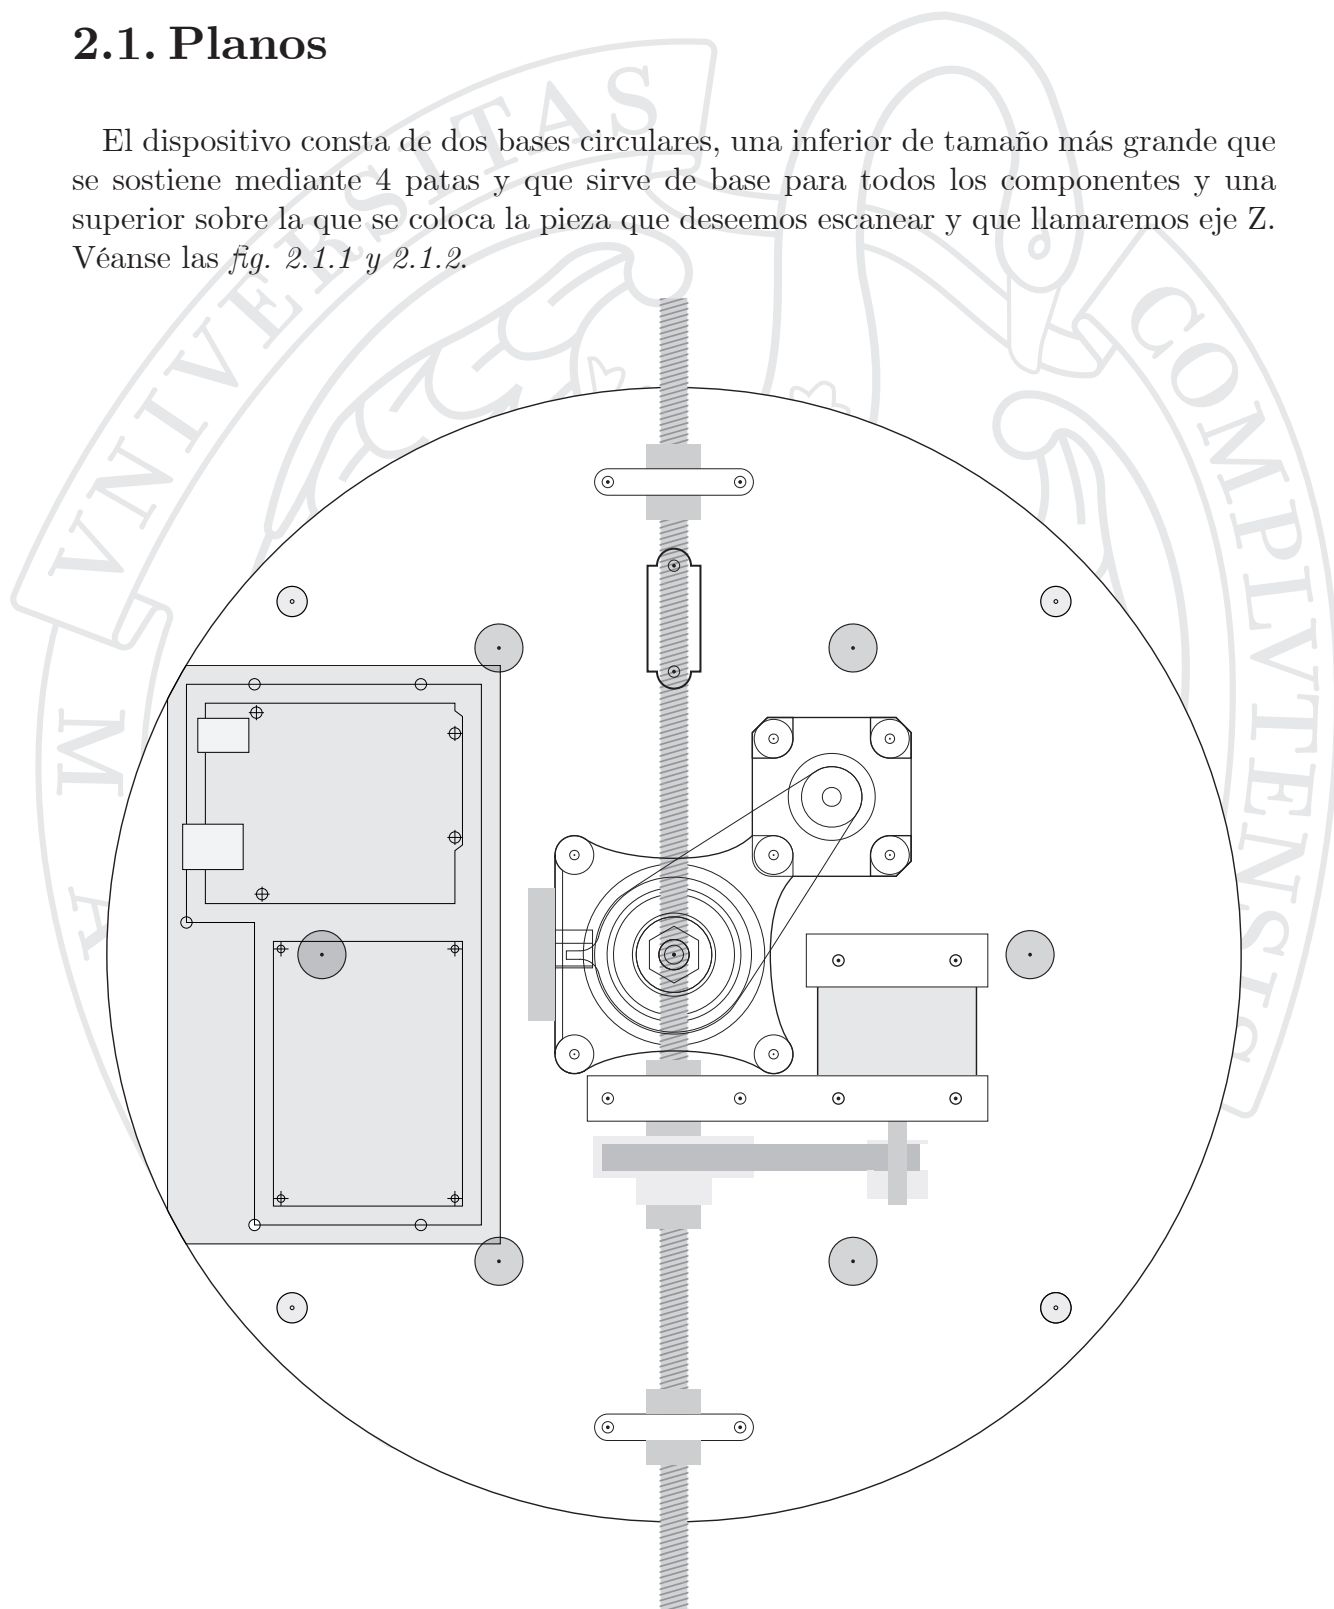 2.1. Planos
El dispositivo consta de dos bases circulares, una inferior de tamaño más grande que
se sostiene mediante 4 patas y que sirve de base para todos los componentes y una
superior sobre la que se coloca la pieza que deseemos escanear y que llamaremos eje Z.
Véanse las fig. 2.1.1 y 2.1.2.
VNIVERSITAS
COMPLVTENSIS
A M